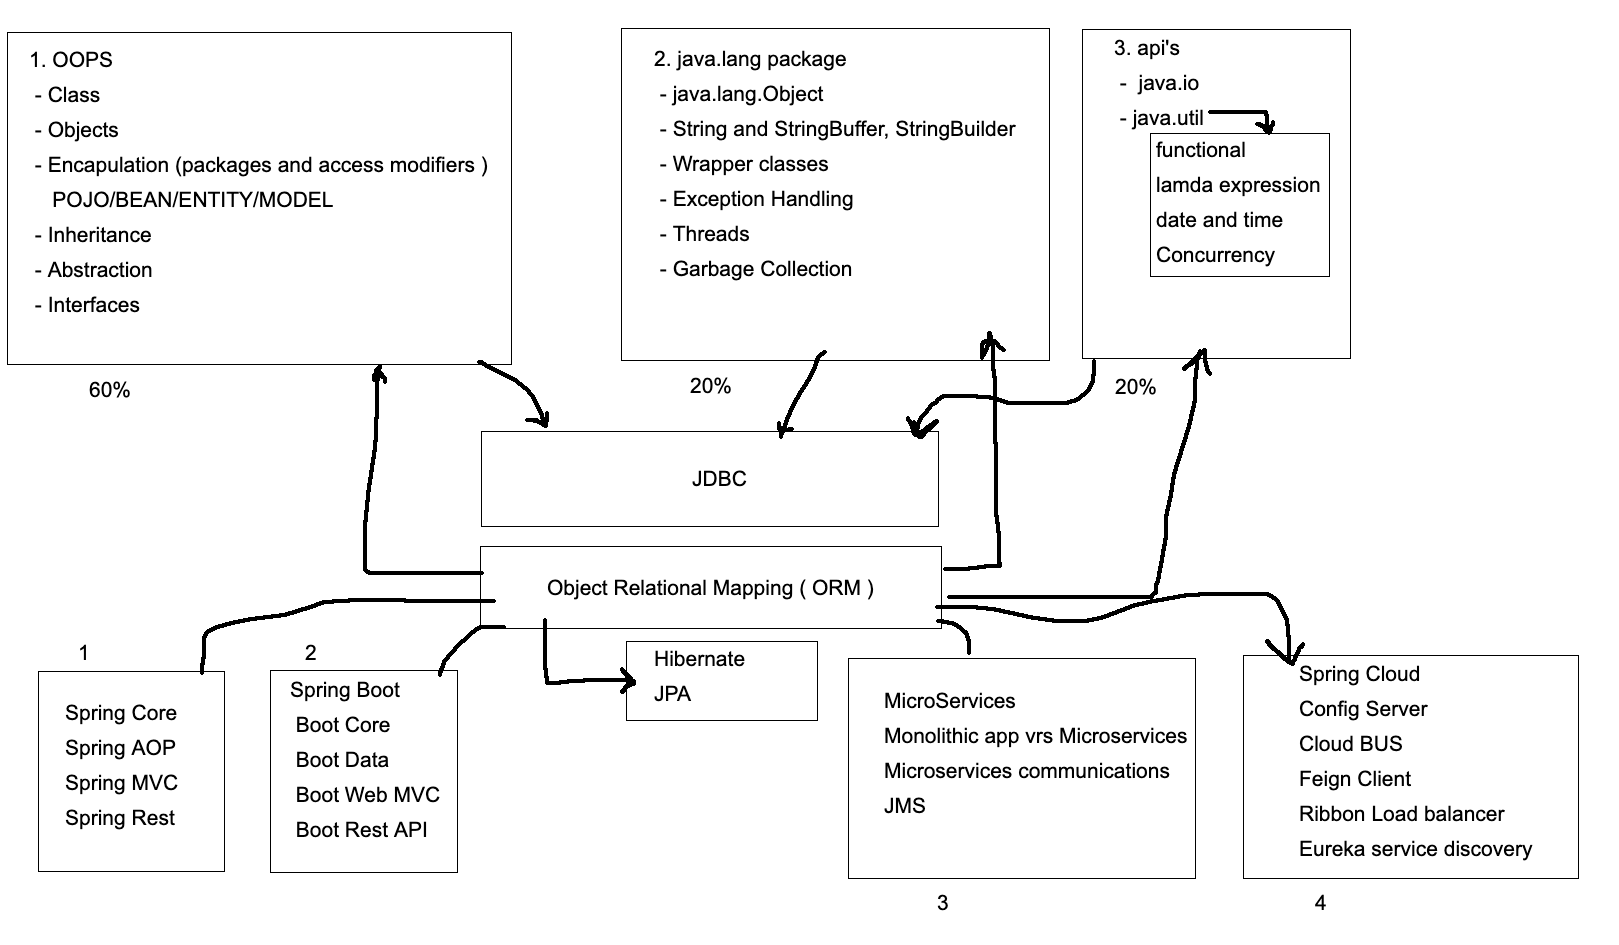 1. OOPS
- Class
- Objects
- Encapulation (packages and access modifiers )
POJO/BEAN/ENTITY/MODEL
- Inheritance
- Abstraction
- Interfaces
60%
2. java.lang package
- java.lang.Object
- String and StringBuffer, StringBuilder
- Wrapper classes
- Exception Handling
- Threads
- Garbage Collection
20%
3. api's
- java.io
- java.util
functional
lamda expression
date and time
Concurrency
20%
JDBC
Object Relational Mapping ( ORM )
Hibernate
JPA
1
Spring Core
Spring AOP
Spring MVC
Spring Rest
2
Spring Boot
Boot Core
Boot Data
Boot Web MVC
Boot Rest API
MicroServices
Monolithic app vrs Microservices
Microservices communications
JMS
3
Spring Cloud
Config Server
Cloud BUS
Feign Client
Ribbon Load balancer
Eureka service discovery
4